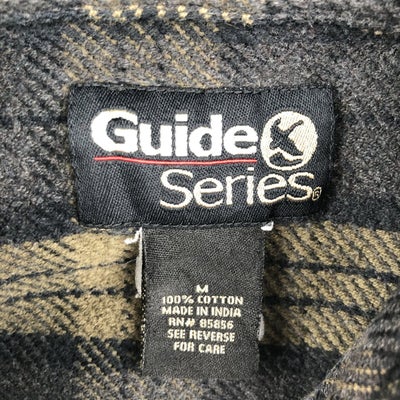 Guide
Series®
M
100% COTTON
MADE IN INDIA
RN# 85856
SEE REVERSE
FOR CARE